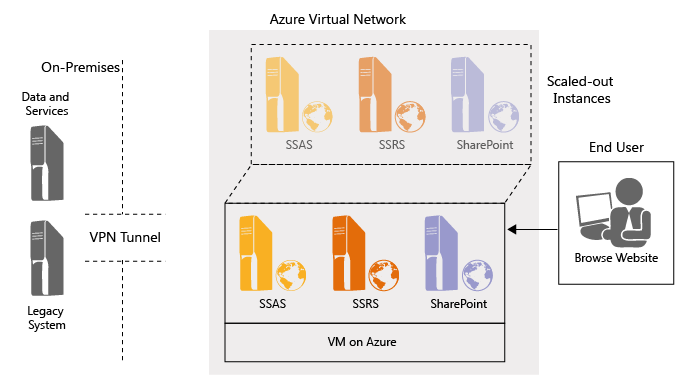 Azure Virtual Network
On-Premises
Data and
Services
Legacy
System
VPN Tunnel
SSAS
SSRS
SharePoint
Scaled-out
Instances
SSAS
SSRS
SharePoint
VM on Azure
End User
Browse Website